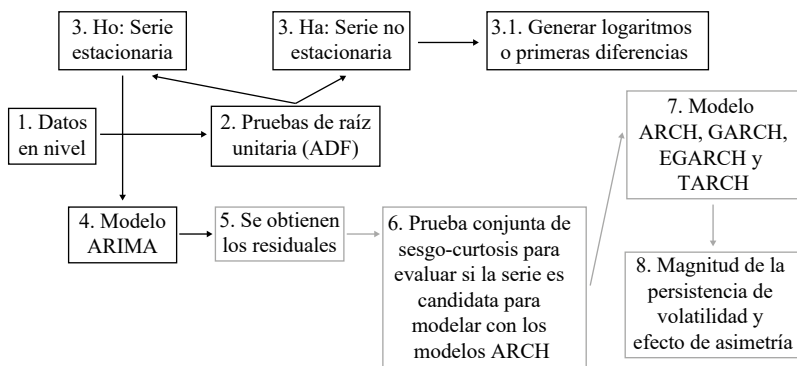 3. Ho: Serie
estacionaria
3. Ha: Serie no
estacionaria
3.1. Generar logaritmos
o primeras diferencias
1. Datos
en nivel
2. Pruebas de raíz
unitaria (ADF)
7. Modelo
ARCH, GARCH,
EGARCH y
TARCH
4. Modelo
ARIMA
5. Se obtienen
los residuales
6. Prueba conjunta de
sesgo-curtosis para
evaluar si la serie es
candidata para
modelar con los
modelos ARCH
8. Magnitud de la
persistencia de
volatilidad y
efecto de asimetría